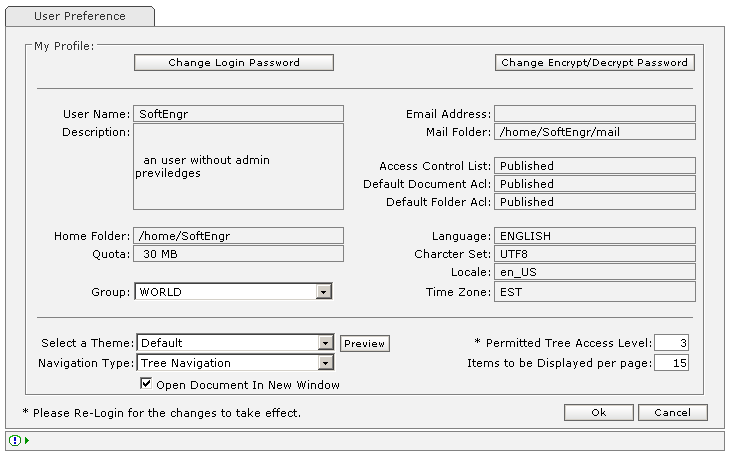 User Preference
My Profile:
Change Login Password
Change Encrypt/Decrypt Password
User Name: SoftEngr
Email Address:
Description: an user without admin
previledges
Mail Folder: /home/SoftEngr/mail
Access Control List: Published
Default Document Acl: Published
Default Folder Acl: Published
Home Folder: /home/SoftEngr
Language: ENGLISH
Quota: 30 MB
Charcter Set: UTF8
Locale: en_US
Group: WORLD
Time Zone: EST
Select a Theme: Default Preview
* Permitted Tree Access Level: 3
Navigation Type: Tree Navigation
Items to be Displayed per page: 15
Open Document In New Window
* Please Re-Login for the changes to take effect.
Ok
Cancel